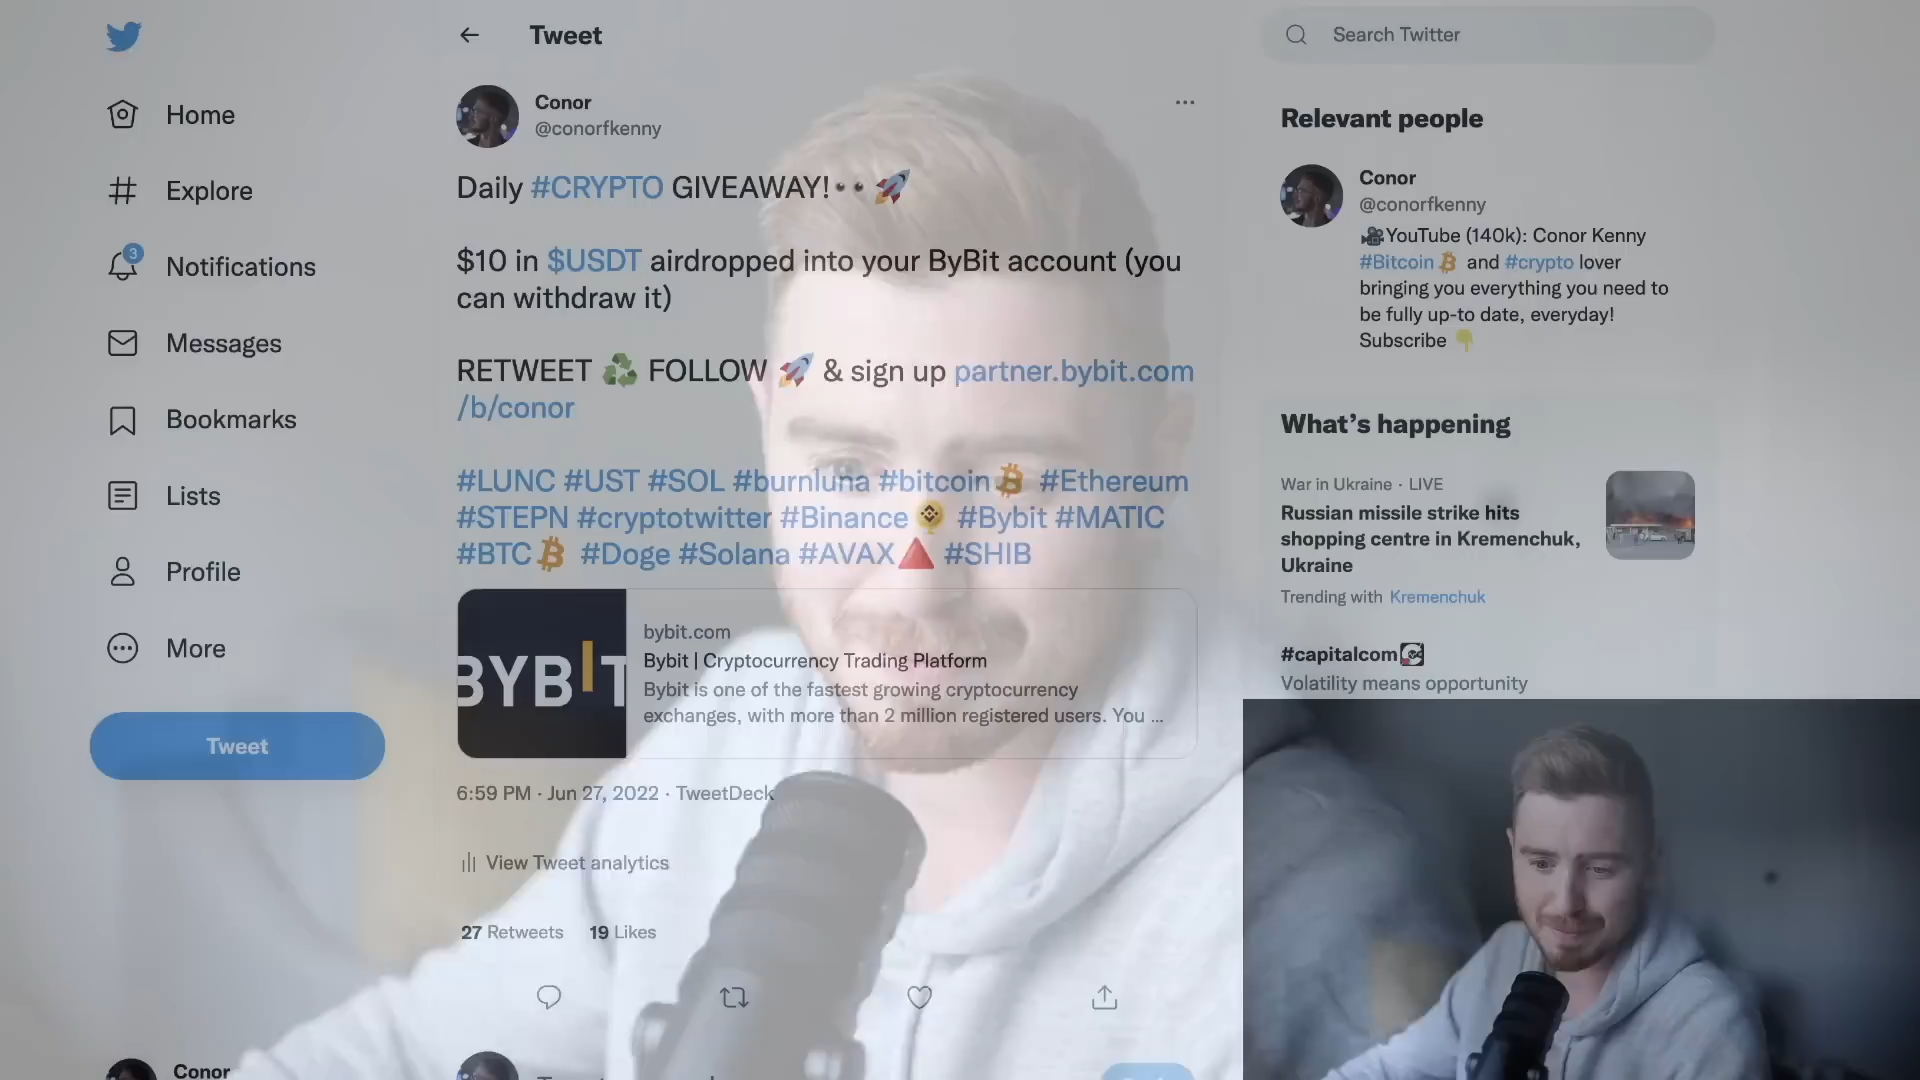 Home
Explore
3
Notifications
Messages
Bookmarks
Lists
Profile
More
Tweet
Conor
Tweet
Conor
@conorfkenny
Daily #CRYPTO GIVEAWAY!
$10 in $USDT airdropped into your ByBit account (you
can withdraw it)
RETWEET ♻️ FOLLOW 🚀 & sign up partner.bybit.com
/b/conor
#LUNC #UST #SOL #burnluna #bitcoin #Ethereum
#STEPN #cryptotwitter #Binance #Bybit #MATIC
#BTC #Doge #Solana #AVAX #SHIB
BYBIT
bybit.com
Bybit | Cryptocurrency Trading Platform
Bybit is one of the fastest growing cryptocurrency
exchanges, with more than 2 million registered users. You ...
6:59 PM · Jun 27, 2022 · TweetDeck
View Tweet analytics
27 Retweets 19 Likes
Search Twitter
Relevant people
Conor
@conorfkenny
🎥YouTube (140k): Conor Kenny
#Bitcoin and #crypto lover
bringing you everything you need to
be fully up-to date, everyday!
Subscribe 👇
What's happening
War in Ukraine · LIVE
Russian missile strike hits
shopping centre in Kremenchuk,
Ukraine
Trending with Kremenchuk
#capitalcom
Volatility means opportunity